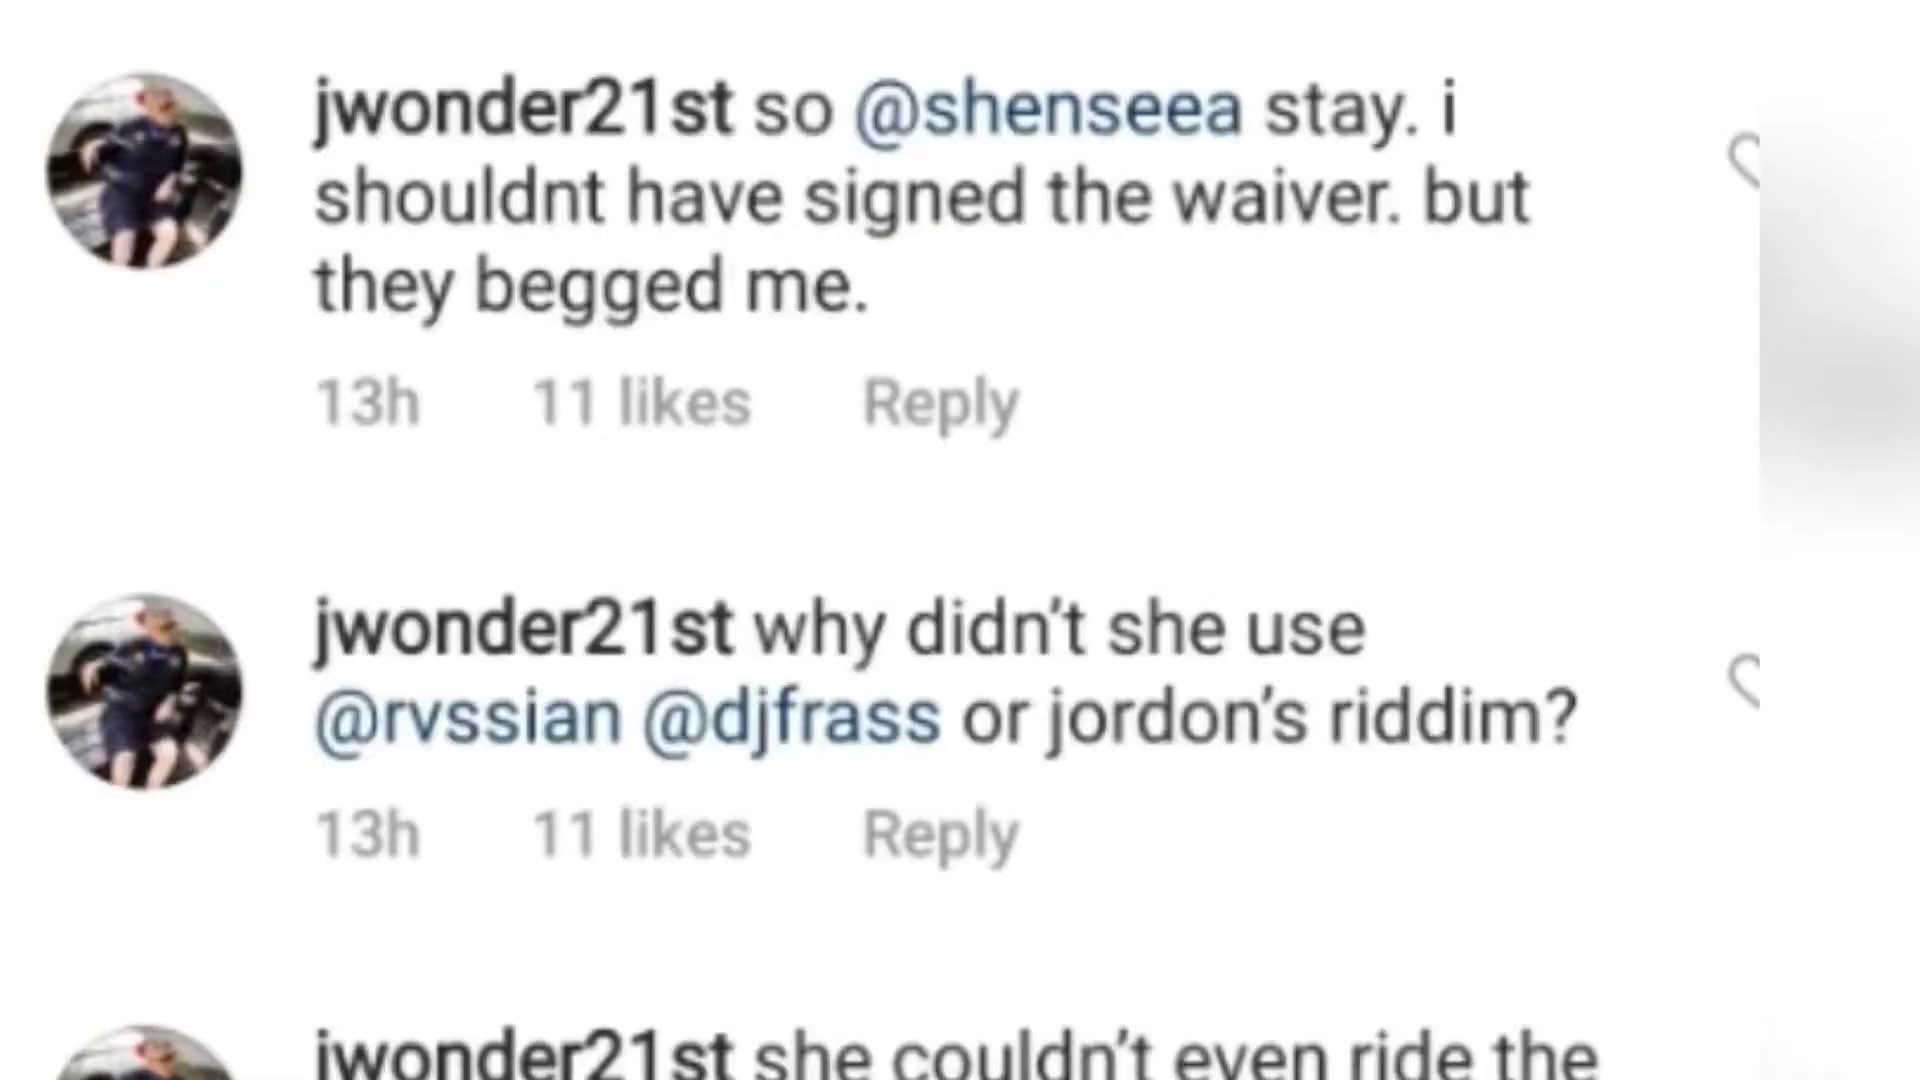 jwonder21st so @shenseea stay. i
shouldnt have signed the waiver. but
they begged me.
13h 11 likes Reply
jwonder21st why didn’t she use
@rvssian @djfrass or jordon’s riddim?
13h 11 likes Reply
jwonder21st she couldn’t even ride the